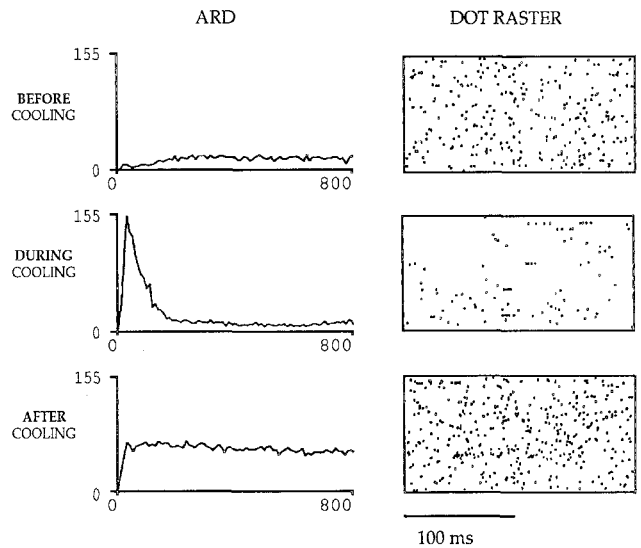 ARD
DOT RASTER
155
BEFORE
COOLING
0
0
800
155
DURING
COOLING
0
0
800
155
AFTER
COOLING
0
0
800
100 ms